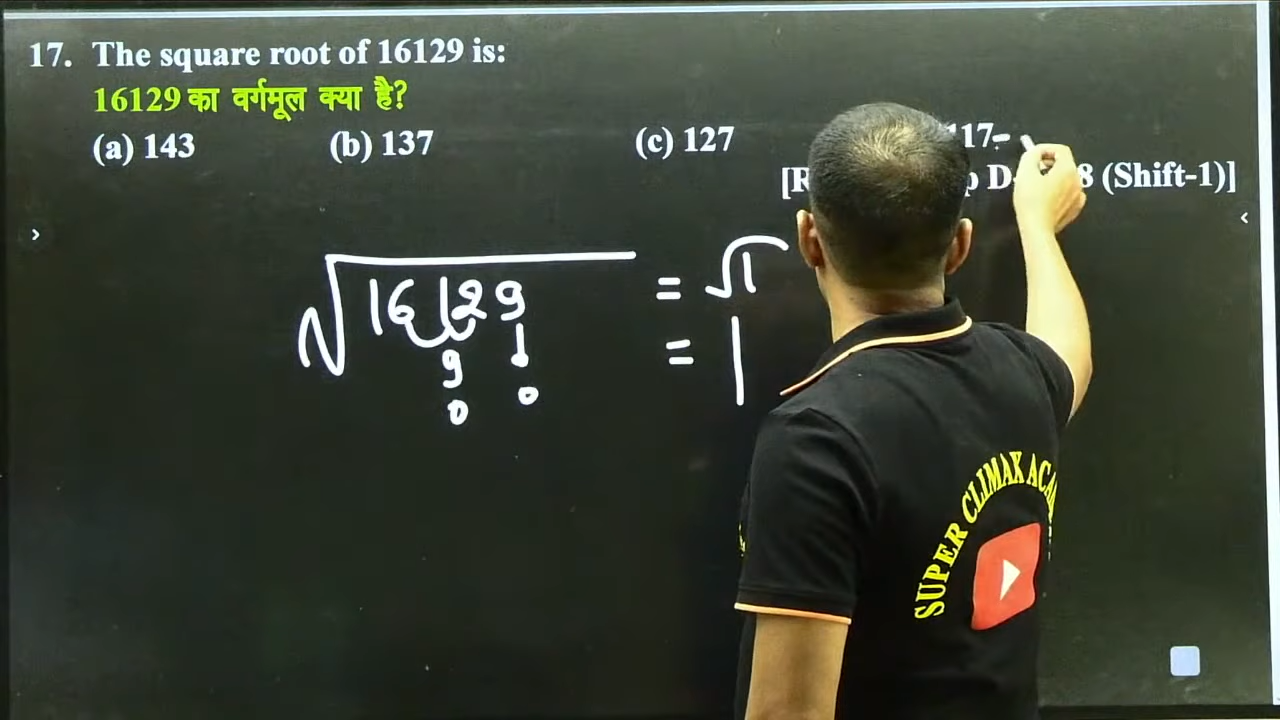 17. The square root of 16129 is:
16129 का वर्गमूल क्या है?
(a) 143 (b) 137 (c) 127 117-
[R p D- 8 (Shift-1)]
√16129 = √1
9 1 = 1
0 0
SUPER CLIMAX ACA